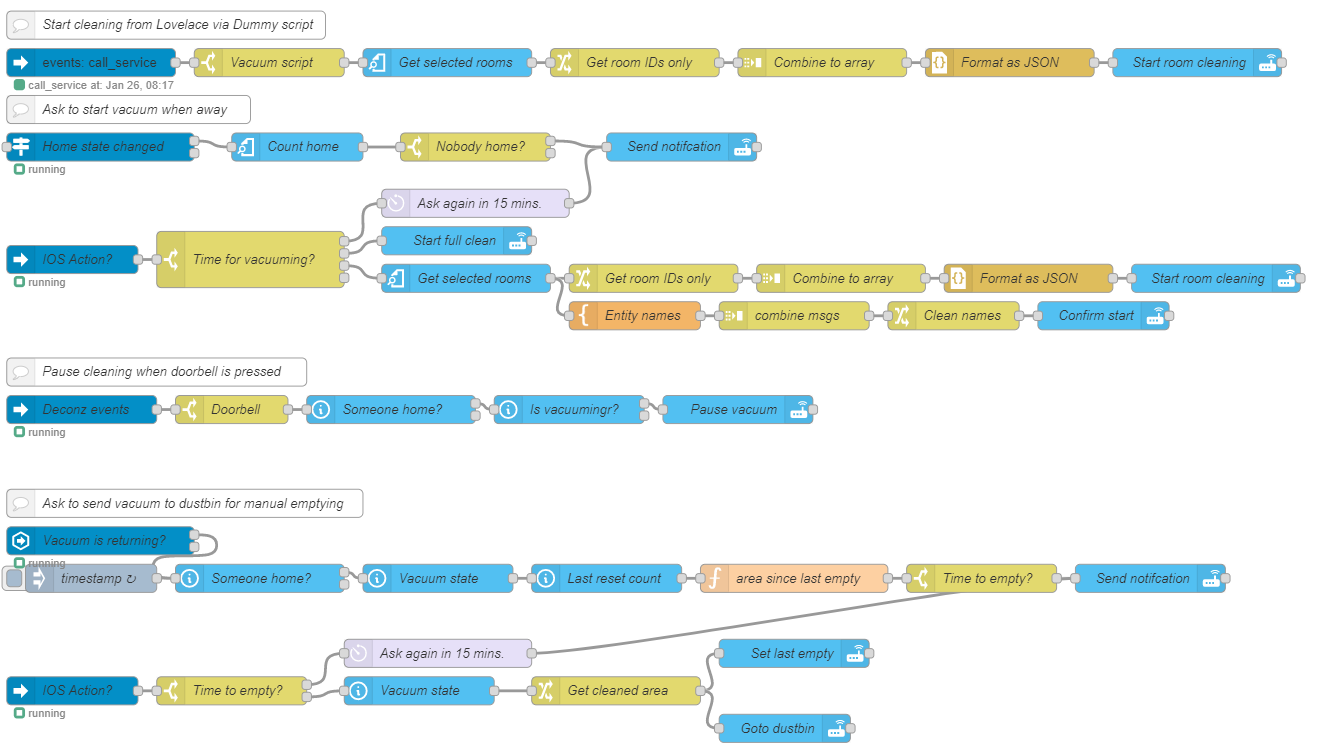 Start cleaning from Lovelace via Dummy script
events: call_service
Vacuum script
Get selected rooms
Get room IDs only
Combine to array
Format as JSON
Start room cleaning
call_service at: Jan 26, 08:17
Ask to start vacuum when away
Home state changed
Count home
Nobody home?
Send notifcation
running
Ask again in 15 mins.
Start full clean
IOS Action?
Time for vacuuming?
running
Get selected rooms
Get room IDs only
Combine to array
Format as JSON
Start room cleaning
Entity names
combine msgs
Clean names
Confirm start
Pause cleaning when doorbell is pressed
Deconz events
Doorbell
Someone home?
Is vacuumingr?
Pause vacuum
running
Ask to send vacuum to dustbin for manual emptying
Vacuum is returning?
running
timestamp ↻
Someone home?
Vacuum state
Last reset count
area since last empty
Time to empty?
Send notifcation
Ask again in 15 mins.
Set last empty
IOS Action?
Time to empty?
Vacuum state
Get cleaned area
running
Goto dustbin